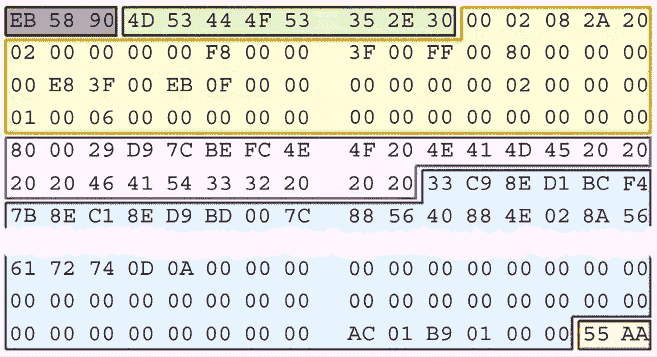 EB 58 90 4D 53 44 4F 53 35 2E 30 00 02 08 2A 20
02 00 00 00 00 F8 00 00 3F 00 FF 00 80 00 00 00
00 E8 3F 00 EB 0F 00 00 00 00 00 00 02 00 00 00
01 00 06 00 00 00 00 00 00 00 00 00 00 00 00 00
80 00 29 D9 7C BE FC 4E 4F 20 4E 41 4D 45 20 20
20 20 46 41 54 33 32 20 20 20 33 C9 8E D1 BC F4
7B 8E C1 8E D9 BD 00 7C 88 56 40 88 4E 02 8A 56
61 72 74 0D 0A 00 00 00 00 00 00 00 00 00 00 00
00 00 00 00 00 00 00 00 00 00 00 00 00 00 00 00
00 00 00 00 00 00 00 00 AC 01 B9 01 00 00 55 AA